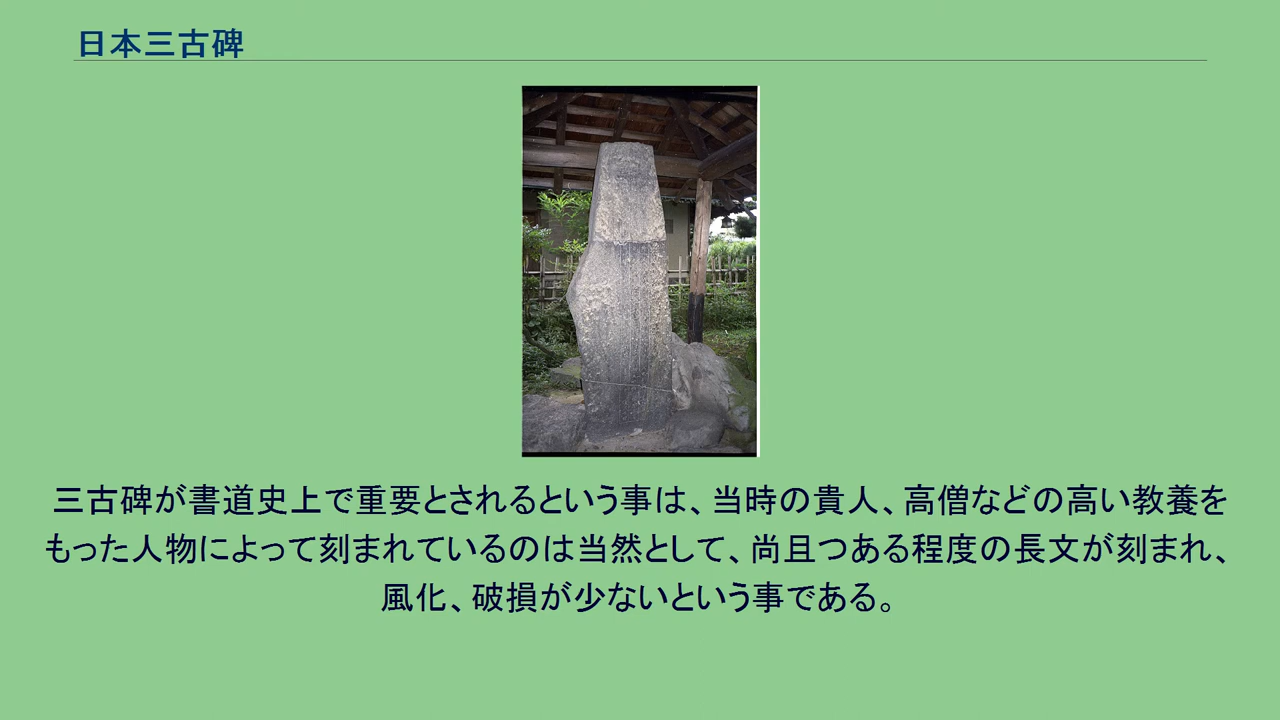 日本三古碑
三古碑が書道史上で重要とされるという事は、当時の貴人、高僧などの高い教養を
もった人物によって刻まれているのは当然として、尚且つある程度の長文が刻まれ、
風化、破損が少ないという事である。